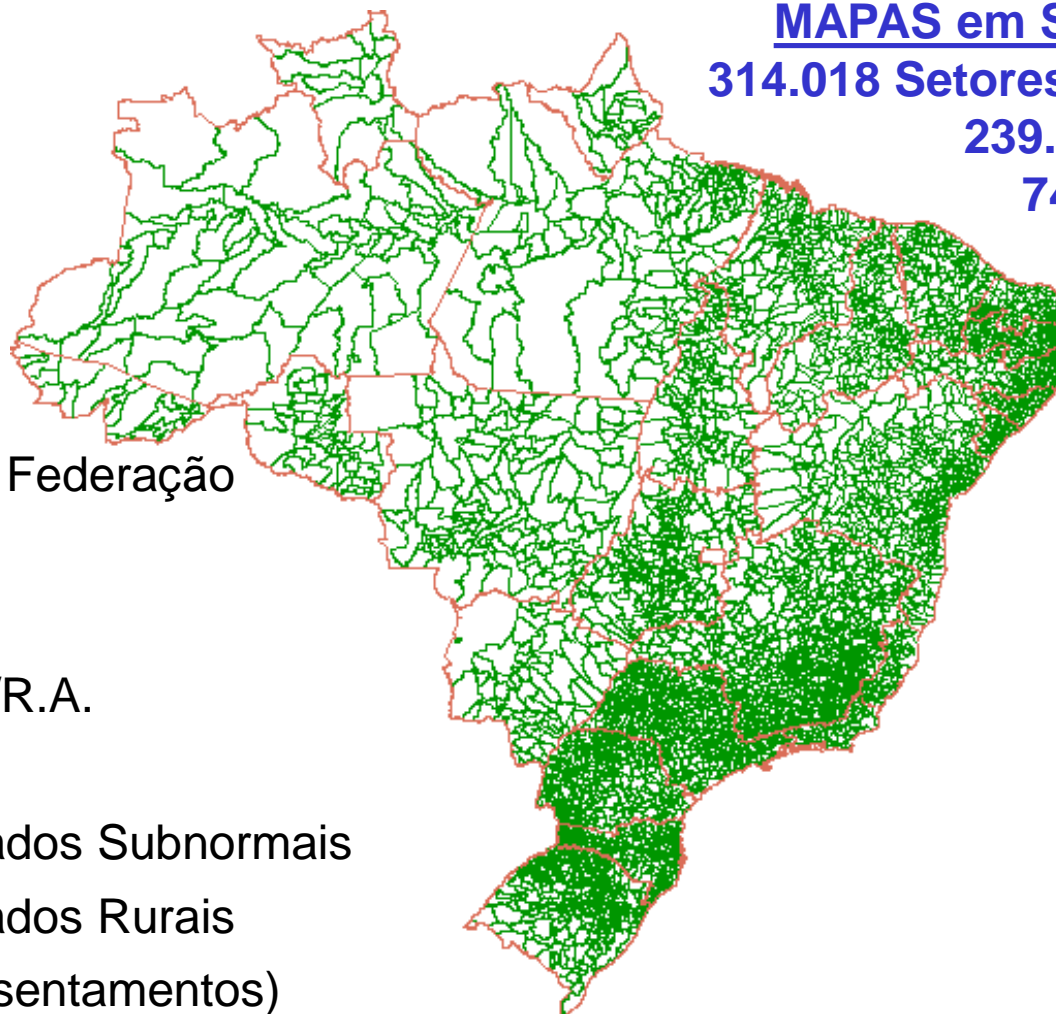 MAPAS em S
314.018 Setores
239.
74
Federação
/R.A.
ados Subnormais
ados Rurais
sentamentos)